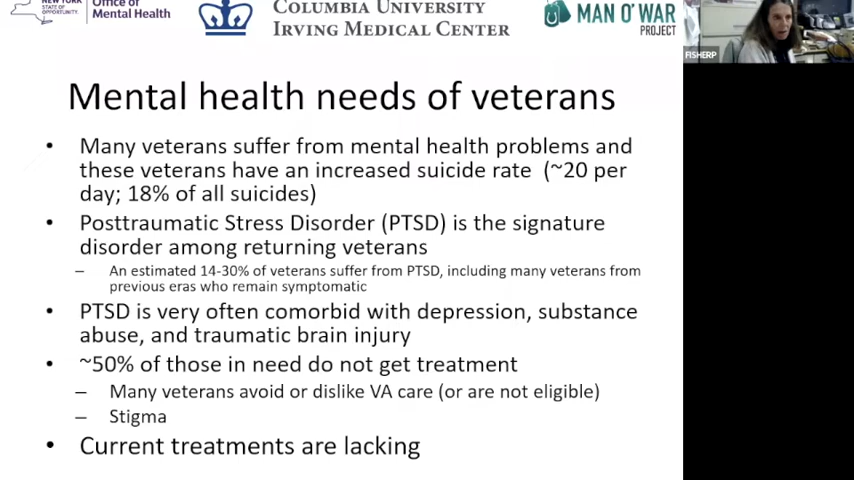 NEW YORK
STATE OF
OPPORTUNITY.
Office of
Mental Health
COLUMBIA UNIVERSITY
IRVING MEDICAL CENTER
MAN O' WAR
PROJECT
FISHERP
Mental health needs of veterans
• Many veterans suffer from mental health problems and
these veterans have an increased suicide rate (~20 per
day; 18% of all suicides)
• Posttraumatic Stress Disorder (PTSD) is the signature
disorder among returning veterans
– An estimated 14-30% of veterans suffer from PTSD, including many veterans from
previous eras who remain symptomatic
• PTSD is very often comorbid with depression, substance
abuse, and traumatic brain injury
• ~50% of those in need do not get treatment
– Many veterans avoid or dislike VA care (or are not eligible)
– Stigma
• Current treatments are lacking